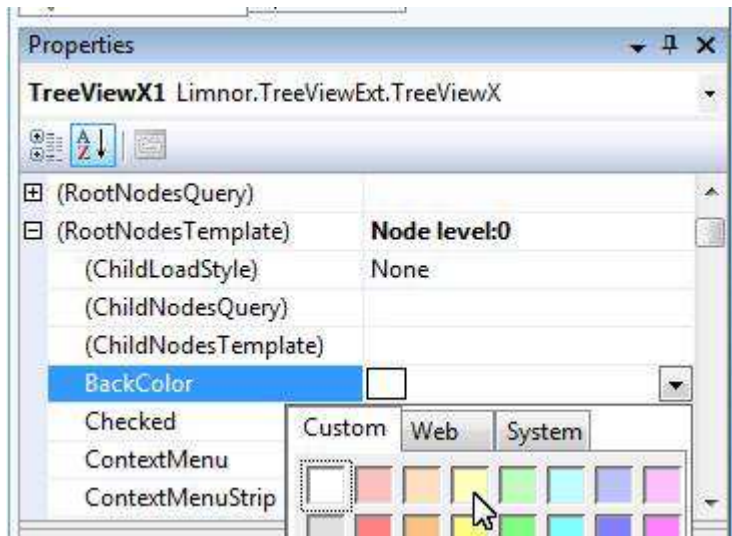 Properties
TreeViewX1 Limnor.TreeViewExt.TreeViewX
A
Z
(RootNodesQuery)
(RootNodesTemplate) Node level:0
(ChildLoadStyle) None
(ChildNodesQuery)
(ChildNodesTemplate)
BackColor
Checked
Custom Web System
ContextMenu
ContextMenuStrip